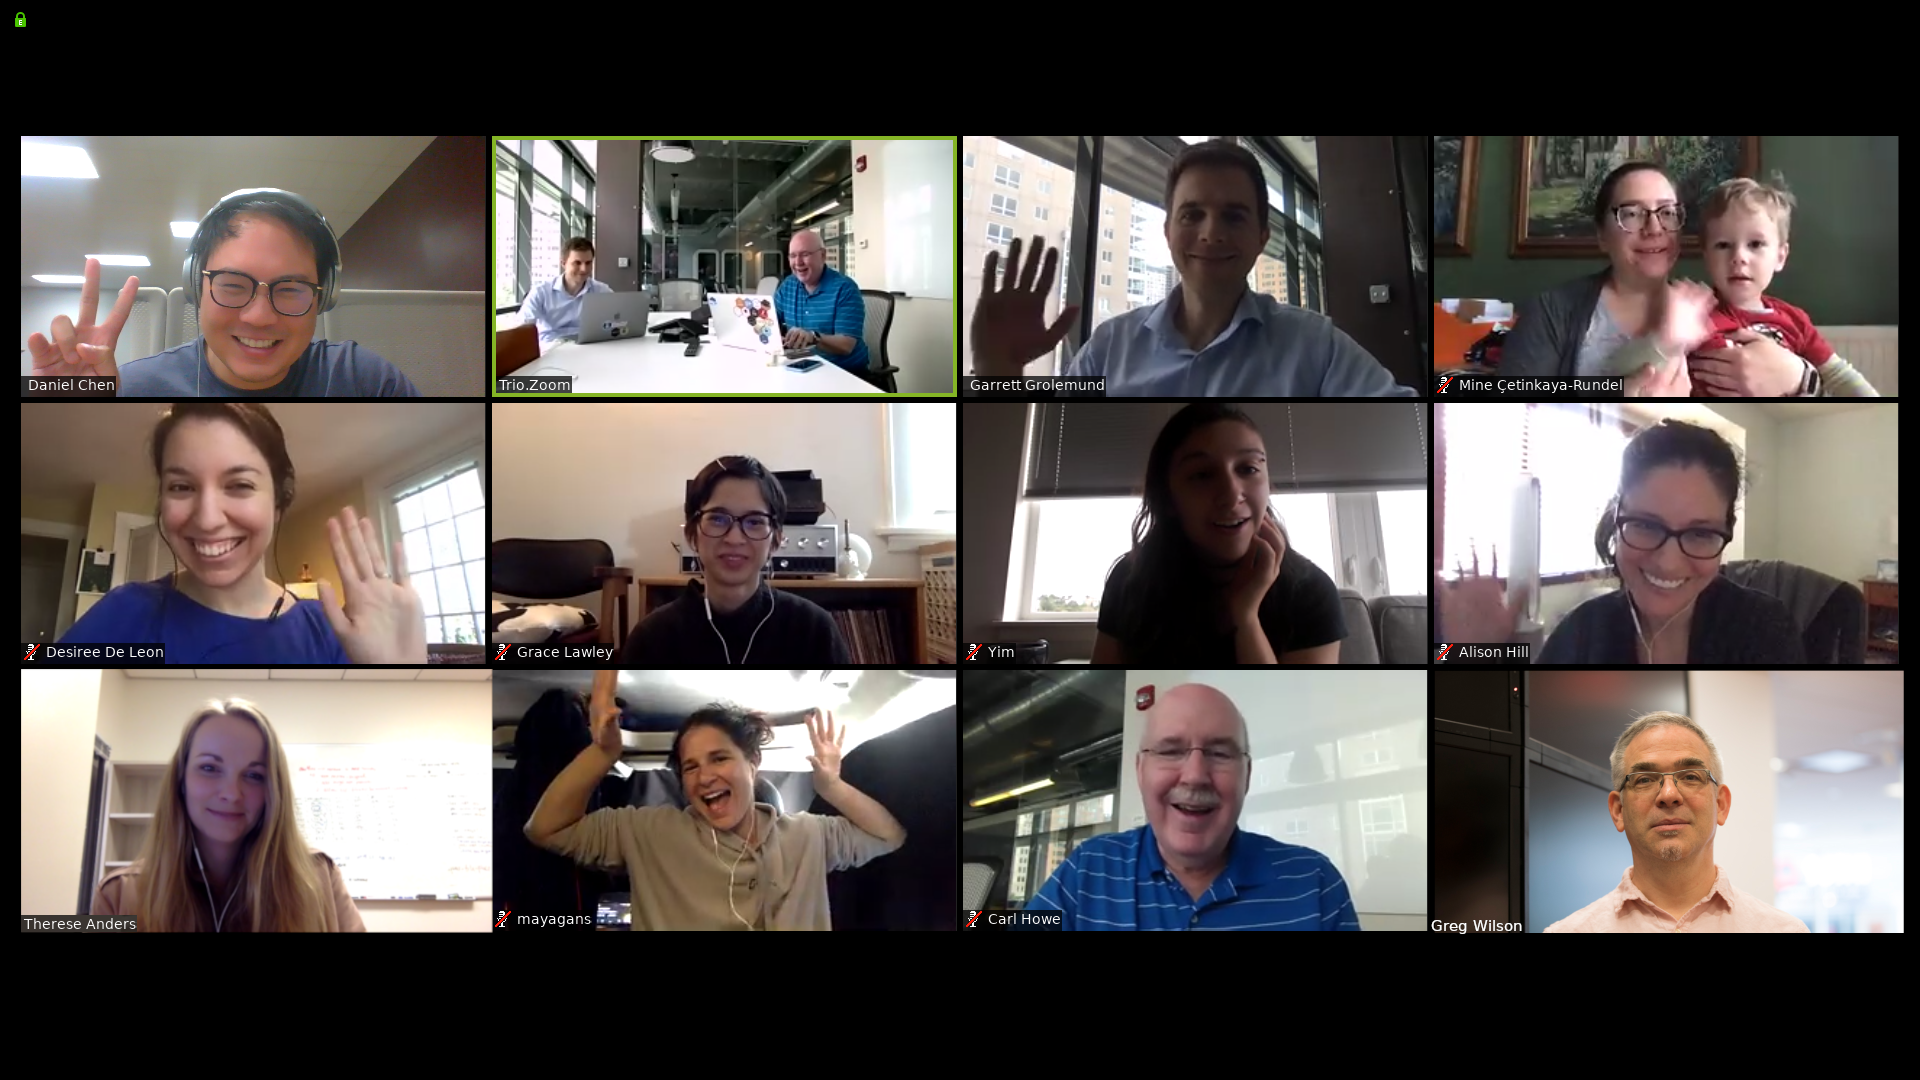 Daniel Chen
Trio.Zoom
Garrett Grolemund
Mine Çetinkaya-Rundel
Desiree De Leon
Grace Lawley
Yim
Alison Hill
Therese Anders
mayagans
Carl Howe
Greg Wilson